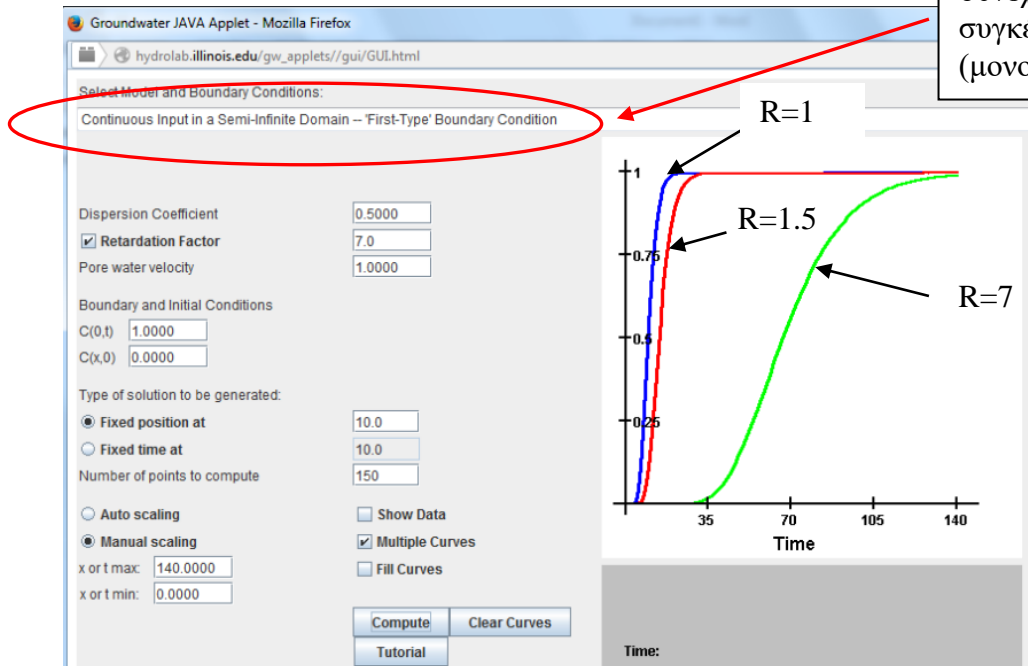 Groundwater JAVA Applet - Mozilla Firefox
hydrolab.illinois.edu/gw_applets//gui/GUI.html
(μονο
Select Model and Boundary Conditions:
Continuous Input in a Semi-Infinite Domain -- 'First-Type' Boundary Condition
Dispersion Coefficient 0.5000
Retardation Factor 7.0
Pore water velocity 1.0000
Boundary and Initial Conditions
C(0,t) 1.0000
C(x,0) 0.0000
Type of solution to be generated:
Fixed position at 10.0
Fixed time at 10.0
Number of points to compute 150
Auto scaling Show Data
Manual scaling Multiple Curves
x or t max: 140.0000 Fill Curves
x or t min: 0.0000
Compute Clear Curves
Tutorial
R=1
R=1.5
R=7
1
0.75
0.5
0.25
35 70 105 140
Time
Time: